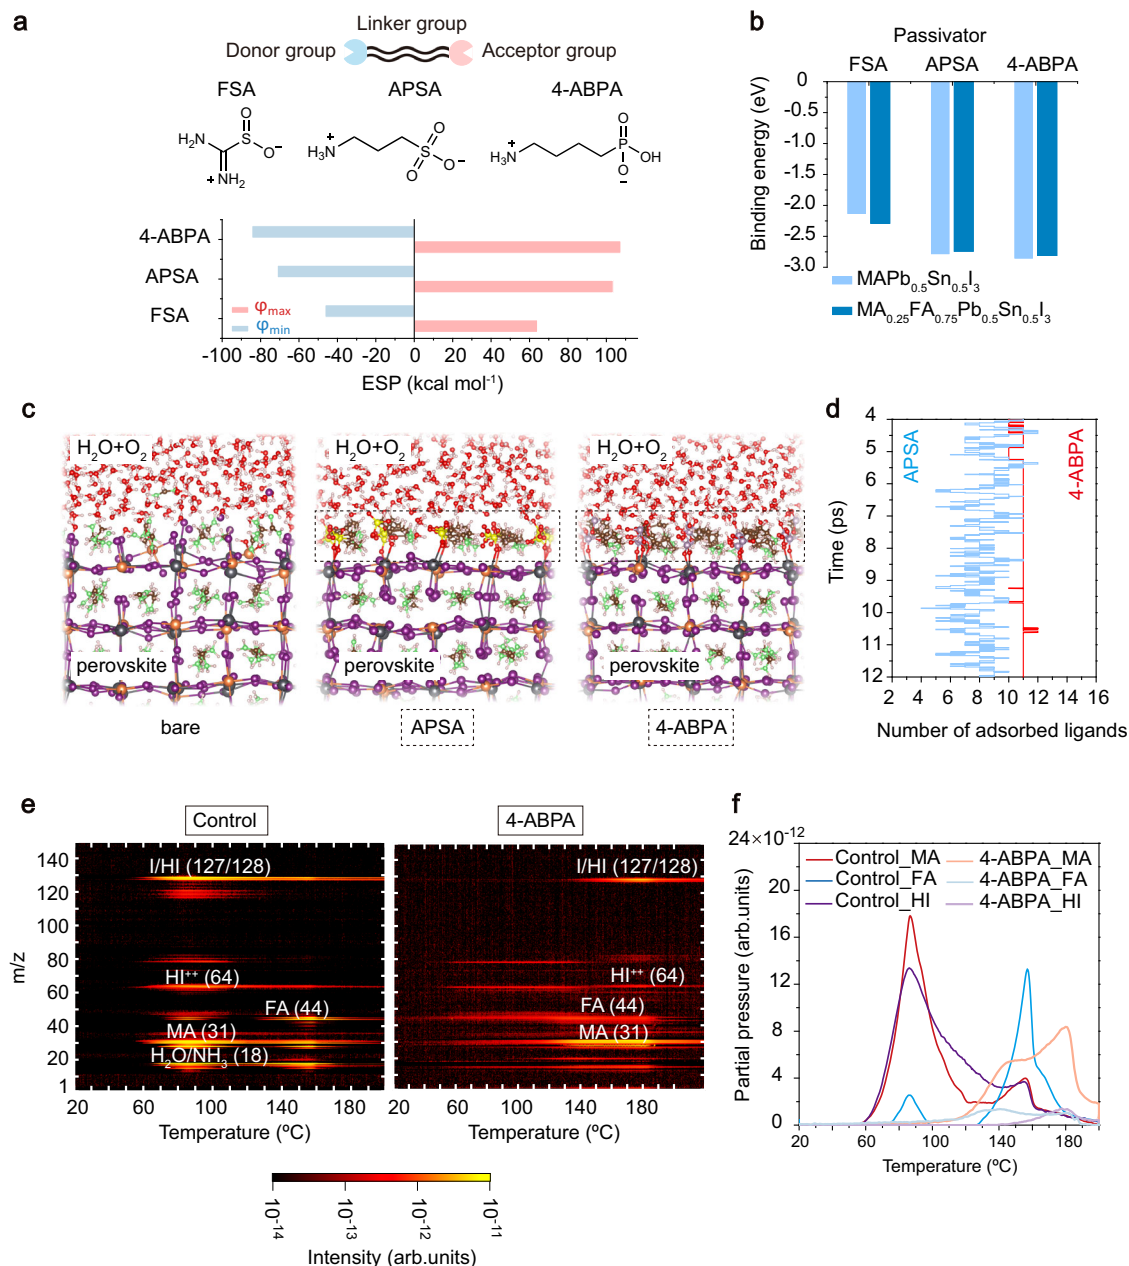 a
Linker group
Donor group
Acceptor group
FSA
APSA
4-ABPA
H₂N
O
S
O⁻
⁺NH₂
H₃N⁺
O
S
O
O⁻
H₃N⁺
O
P
OH
O⁻
4-ABPA
APSA
FSA
φmax
φmin
-100 -80 -60 -40 -20 0 20 40 60 80 100
ESP (kcal mol⁻¹)
b
Passivator
FSA APSA 4-ABPA
0
-0.5
-1.0
-1.5
-2.0
-2.5
-3.0
Binding energy (eV)
MAPb₀.₅Sn₀.₅I₃
MA₀.₂₅FA₀.₇₅Pb₀.₅Sn₀.₅I₃
c
H₂O+O₂
H₂O+O₂
H₂O+O₂
perovskite
perovskite
perovskite
bare
APSA
4-ABPA
d
4
5
6
7
8
9
10
11
12
Time (ps)
APSA
4-ABPA
2 4 6 8 10 12 14 16
Number of adsorbed ligands
e
Control
4-ABPA
140
120
100
80
60
40
20
1
m/z
I/HI (127/128)
HI⁺⁺ (64)
FA (44)
MA (31)
H₂O/NH₃ (18)
I/HI (127/128)
HI⁺⁺ (64)
FA (44)
MA (31)
20 60 100 140 180
Temperature (ºC)
20 60 100 140 180
Temperature (ºC)
10⁻¹⁴ 10⁻¹³ 10⁻¹² 10⁻¹¹
Intensity (arb.units)
f
24×10⁻¹²
20
16
12
8
4
0
Partial pressure (arb.units)
Control_MA
Control_FA
Control_HI
4-ABPA_MA
4-ABPA_FA
4-ABPA_HI
20 60 100 140 180
Temperature (ºC)